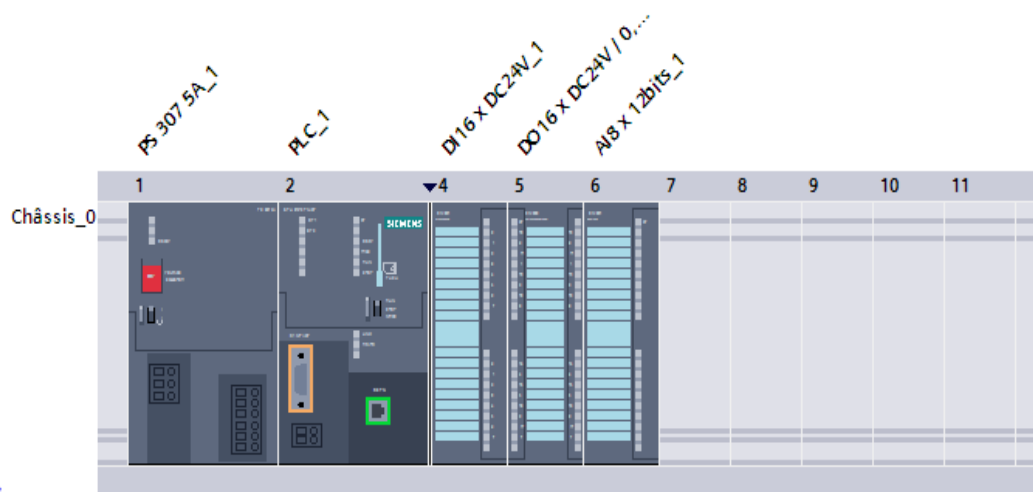 PS 307 5A_1
PLC_1
DI16 x DC24V_1
DO16 x DC24V / 0,...
AI8 x 12bits_1
1 2 4 5 6 7 8 9 10 11
Châssis_0
SIEMENS